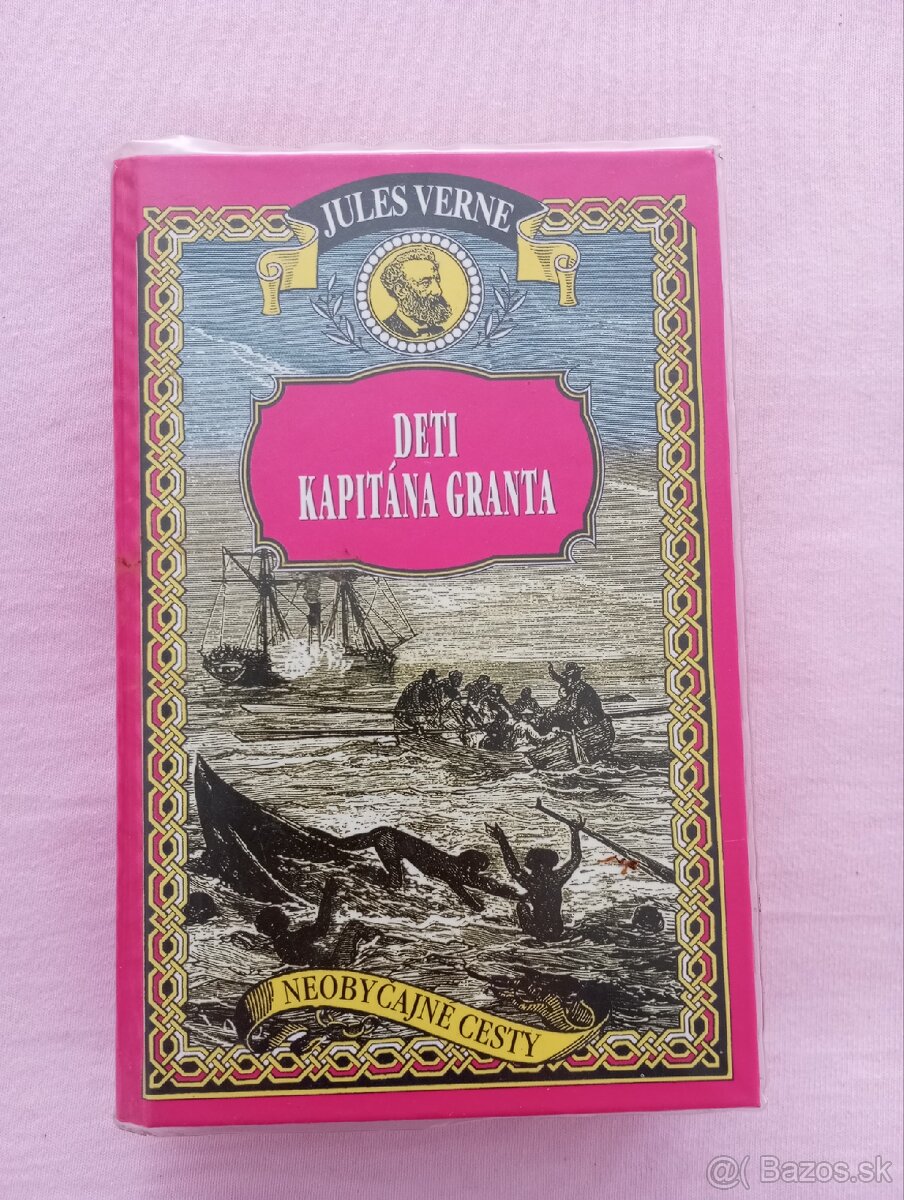 JULES VERNE
DETI
KAPITÁNA GRANTA
NEOBYČAJNÉ CESTY
@( Bazos.sk